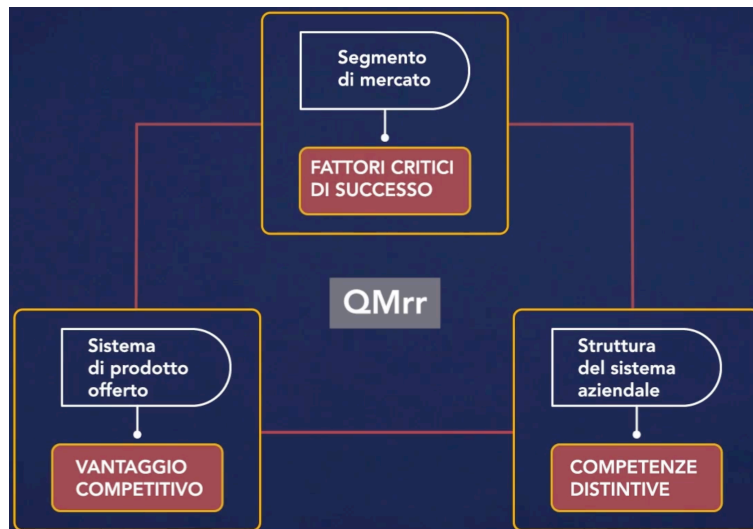 Segmento
di mercato
FATTORI CRITICI
DI SUCCESSO
QMrr
Sistema
di prodotto
offerto
VANTAGGIO
COMPETITIVO
Struttura
del sistema
aziendale
COMPETENZE
DISTINTIVE